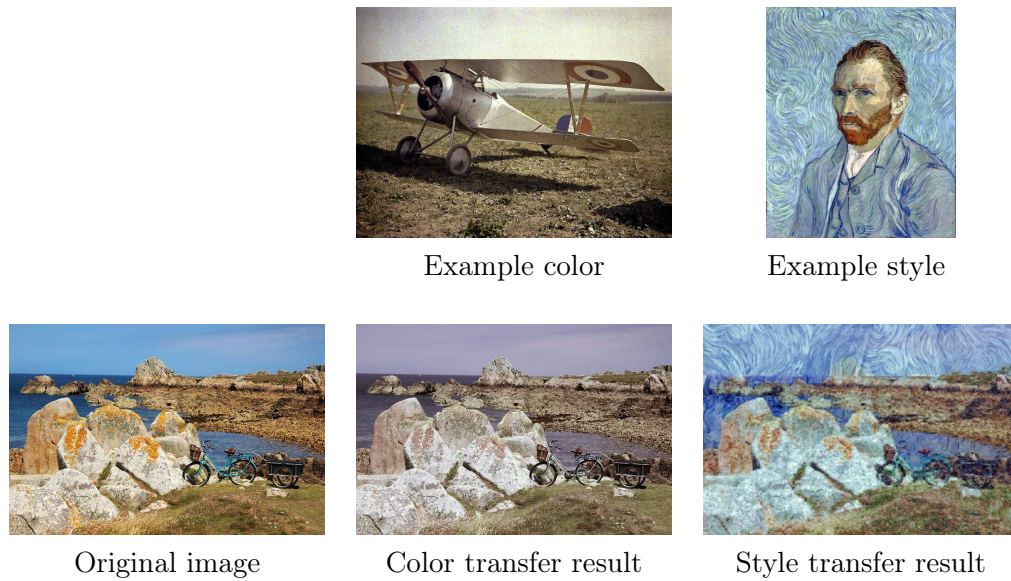 Example color
Example style
Original image
Color transfer result
Style transfer result